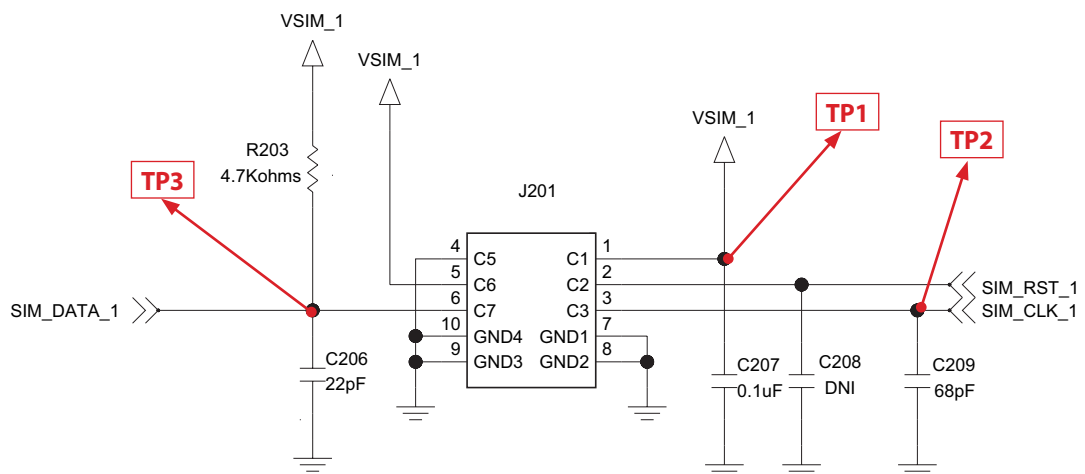 VSIM_1
VSIM_1
VSIM_1
TP1
TP2
TP3
R203
4.7Kohms
J201
4 C5 C1 1
5 C6 C2 2
6 C7 C3 3
10 GND4 GND1 7
9 GND3 GND2 8
SIM_DATA_1
SIM_RST_1
SIM_CLK_1
C206
22pF
C207
0.1uF
C208
DNI
C209
68pF